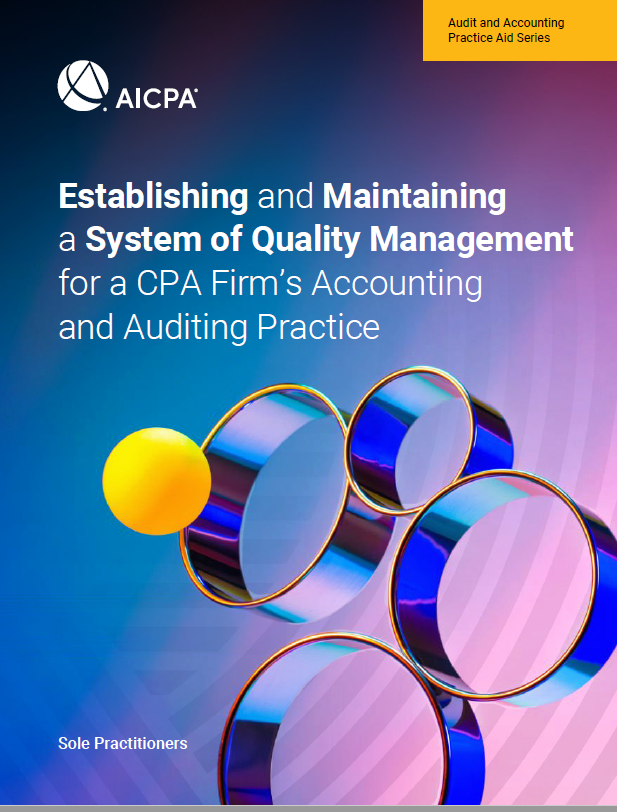 Audit and Accounting
Practice Aid Series
AICPA
Establishing and Maintaining
a System of Quality Management
for a CPA Firm’s Accounting
and Auditing Practice
Sole Practitioners